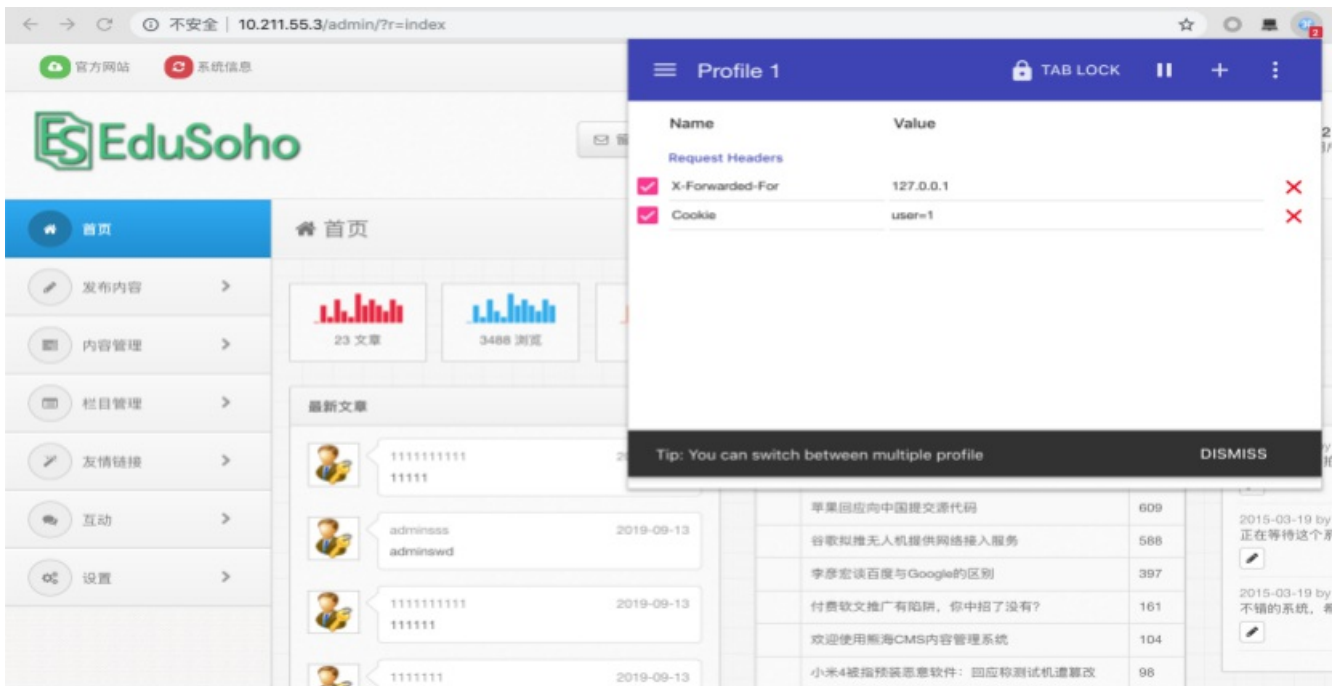 不安全 | 10.211.55.3/admin/?r=index
2
官方网站
系统信息
EduSoho
Profile 1
TAB LOCK
Name Value
Request Headers
X-Forwarded-For 127.0.0.1
Cookie user=1
Tip: You can switch between multiple profile DISMISS
首页
发布内容
内容管理
栏目管理
友情链接
互动
设置
首页
23 文章
3488 浏览
最新文章
1111111111
11111
adminsss 2019-09-13
adminswd
1111111111 2019-09-13
111111
1111111 2019-09-13
苹果回应向中国提交源代码 609
谷歌拟推无人机提供网络接入服务 588
李彦宏谈百度与Google的区别 397
付费软文推广有陷阱，你中招了没有? 161
欢迎使用熊海CMS内容管理系统 104
小米4被指预装恶意软件：回应称测试机遭篡改 98
2015-03-19 by
正在等待这个系
2015-03-19 by
不错的系统，希